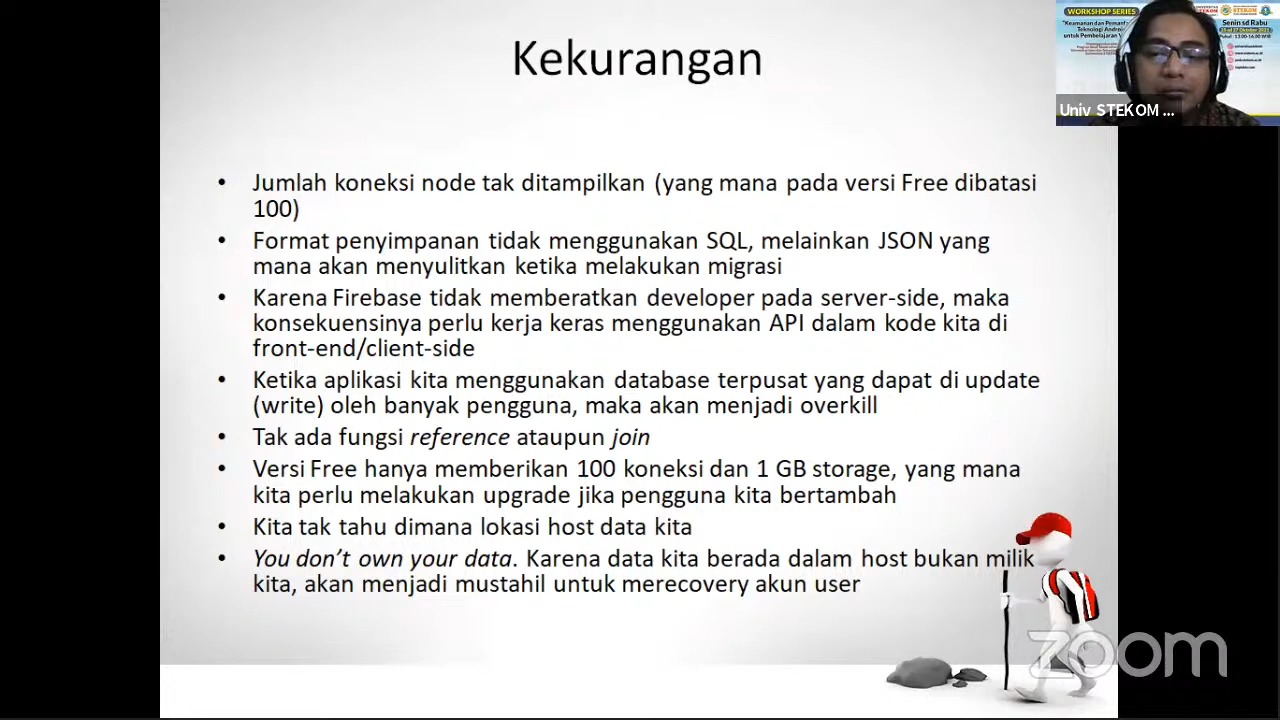 Kekurangan
• Jumlah koneksi node tak ditampilkan (yang mana pada versi Free dibatasi
100)
• Format penyimpanan tidak menggunakan SQL, melainkan JSON yang
mana akan menyulitkan ketika melakukan migrasi
• Karena Firebase tidak memberatkan developer pada server-side, maka
konsekuensinya perlu kerja keras menggunakan API dalam kode kita di
front-end/client-side
• Ketika aplikasi kita menggunakan database terpusat yang dapat di update
(write) oleh banyak pengguna, maka akan menjadi overkill
• Tak ada fungsi reference ataupun join
• Versi Free hanya memberikan 100 koneksi dan 1 GB storage, yang mana
kita perlu melakukan upgrade jika pengguna kita bertambah
• Kita tak tahu dimana lokasi host data kita
• You don’t own your data. Karena data kita berada dalam host bukan milik
kita, akan menjadi mustahil untuk merecovery akun user
WORKSHOP SERIES
STEKOM
Senin sd Rabu
Univ STEKOM ...
zoom